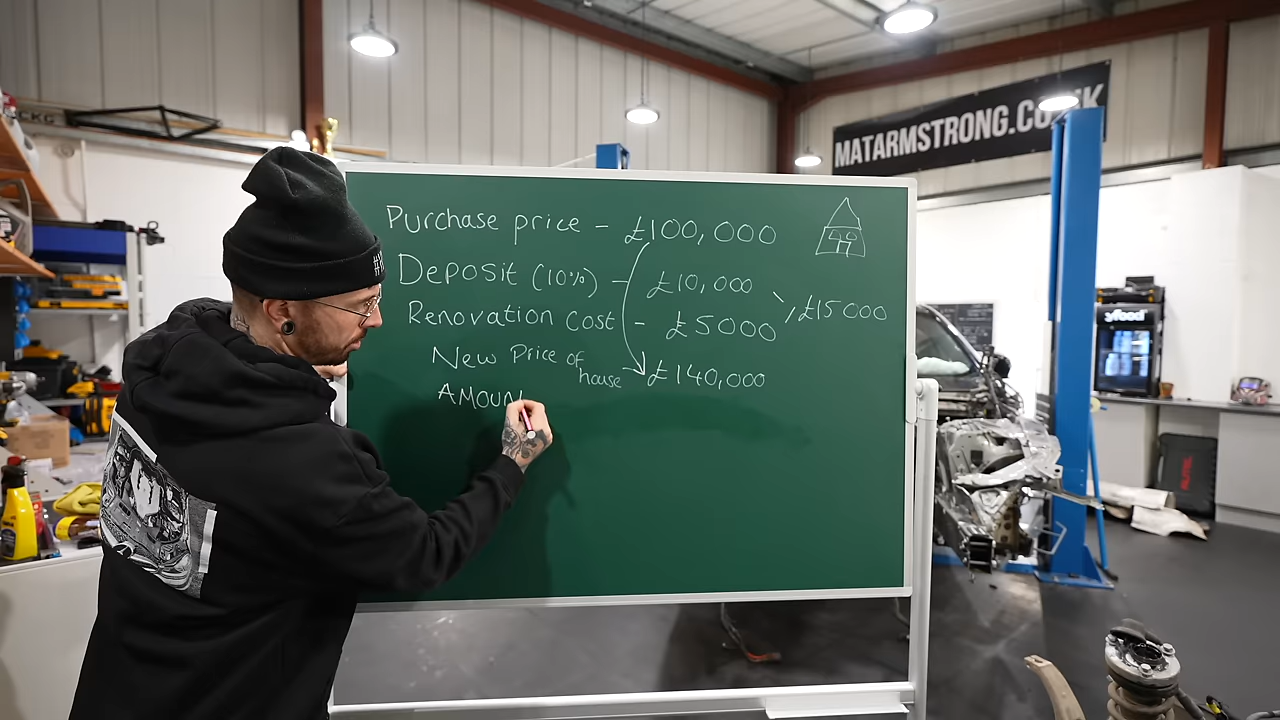 MATARMSTRONG.CO.UK
Purchase price - £100,000
Deposit (10%) - £10,000
Renovation cost - £5000
£15000
New Price of house £140,000
AMOUN